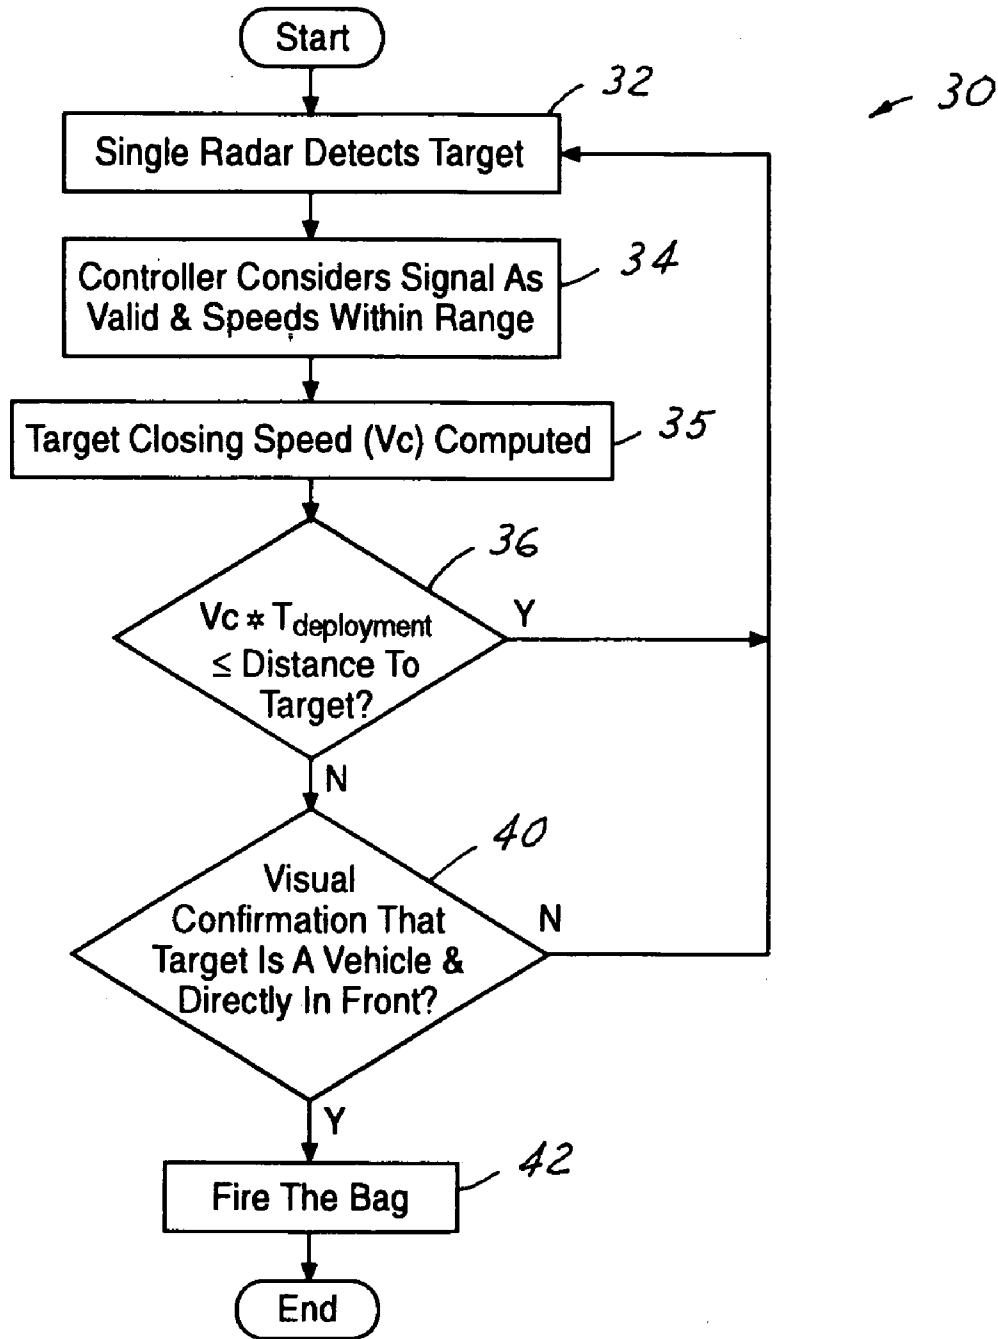 Start
32
30
Single Radar Detects Target
34
Controller Considers Signal As
Valid & Speeds Within Range
35
Target Closing Speed (Vc) Computed
36
Vc * Tdeployment
≤ Distance To
Target?
Y
N
40
Visual
Confirmation That
Target Is A Vehicle &
Directly In Front?
N
Y
42
Fire The Bag
End